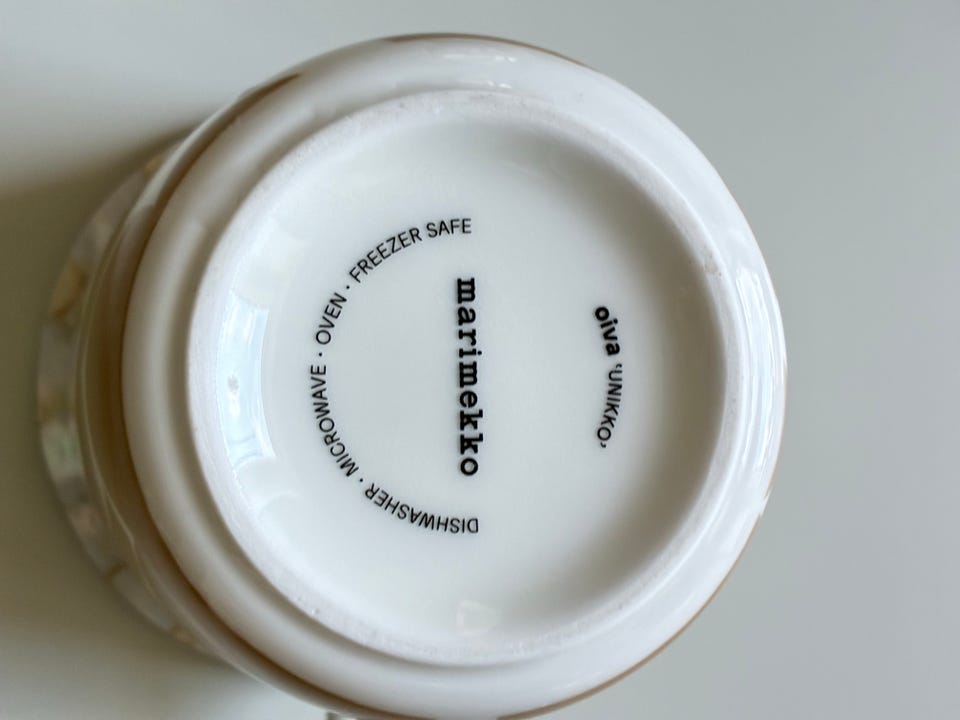 oiva 'UNIKKO'
marimekko
DISHWASHER · MICROWAVE · OVEN · FREEZER SAFE